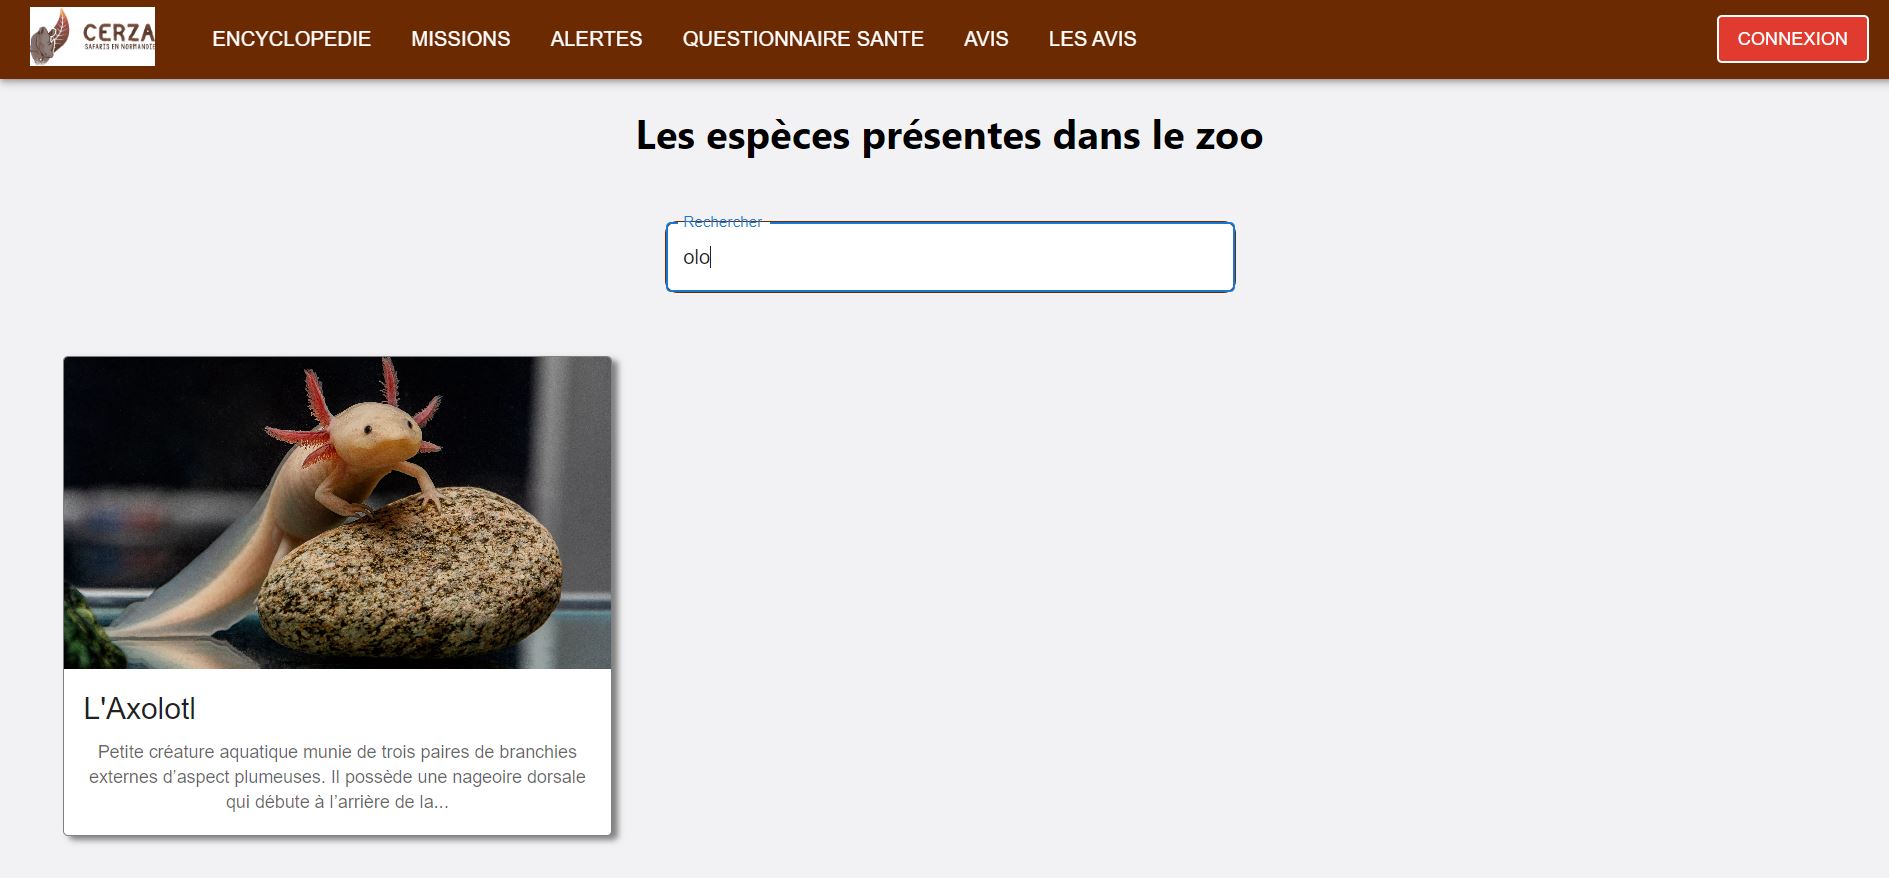 CERZA
SAFARIS EN NORMANDIE
ENCYCLOPEDIE MISSIONS ALERTES QUESTIONNAIRE SANTE AVIS LES AVIS CONNEXION
Les espèces présentes dans le zoo
Rechercher
olo
L'Axolotl
Petite créature aquatique munie de trois paires de branchies
externes d’aspect plumeuses. Il possède une nageoire dorsale
qui débute à l’arrière de la...